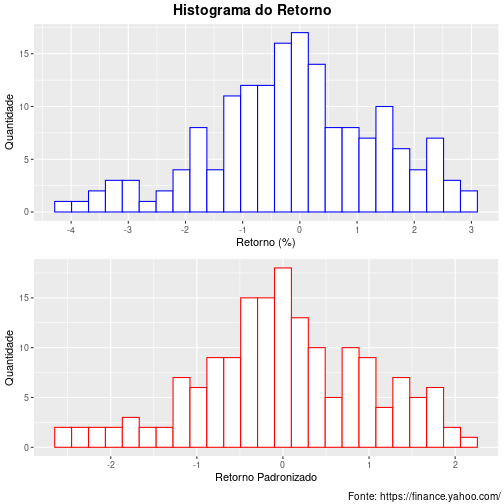 Histograma do Retorno
Quantidade
15
10
5
0
-4 -3 -2 -1 0 1 2 3
Retorno (%)
Quantidade
15
10
5
0
-2 -1 0 1 2
Retorno Padronizado
Fonte: https://finance.yahoo.com/